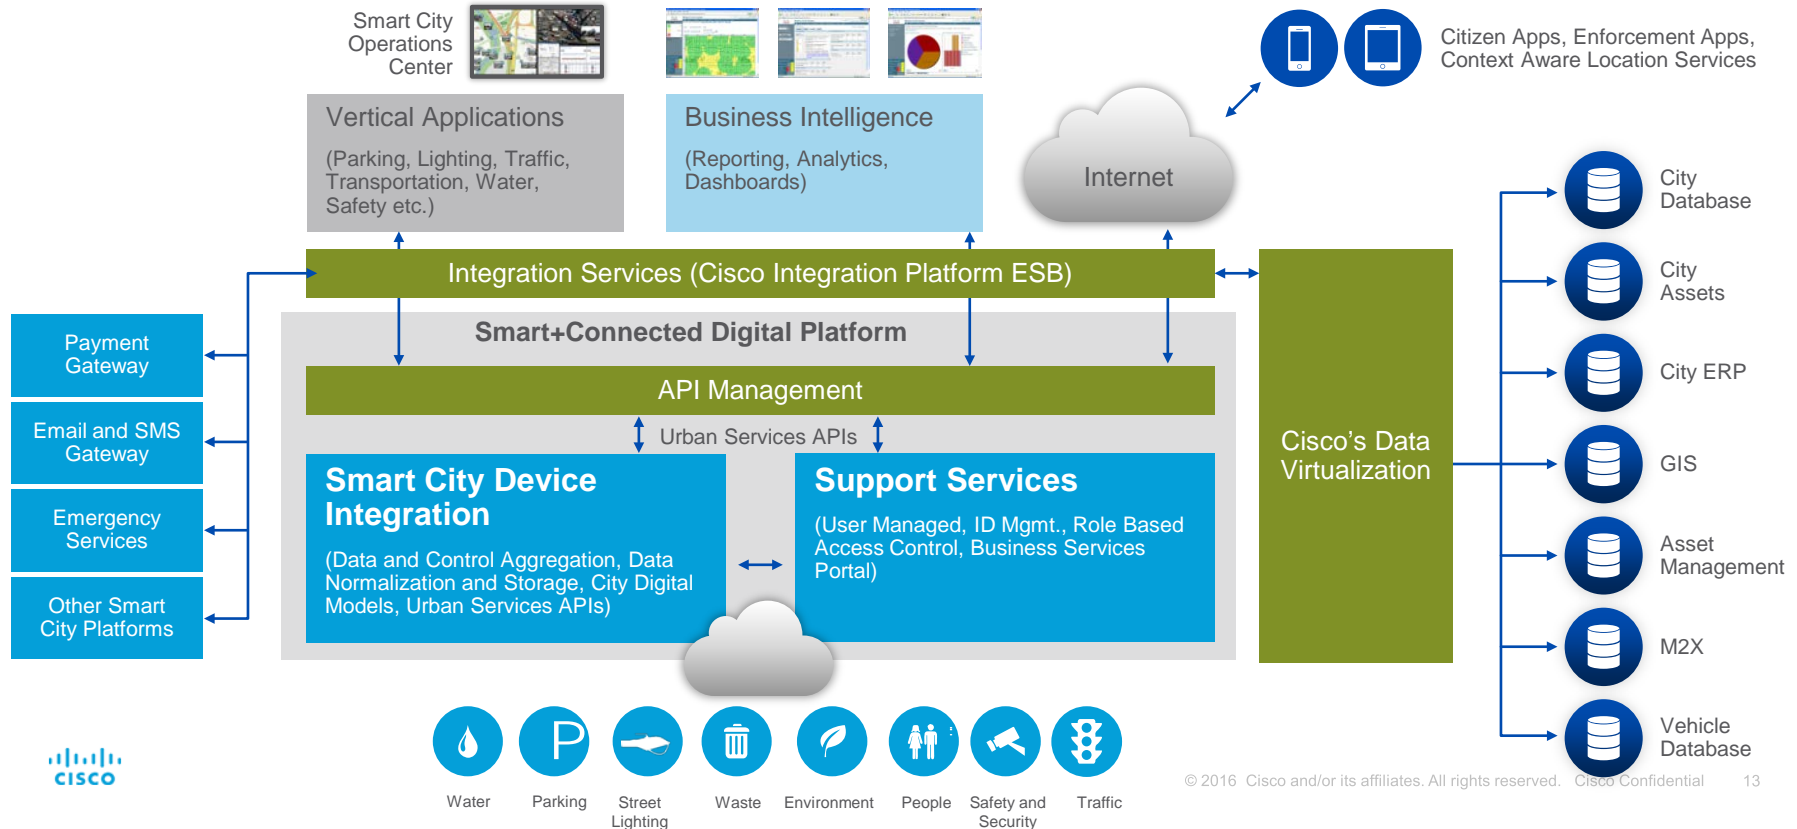 Smart City
Operations
Center
Citizen Apps, Enforcement Apps,
Context Aware Location Services
Vertical Applications
(Parking, Lighting, Traffic,
Transportation, Water,
Safety etc.)
Business Intelligence
(Reporting, Analytics,
Dashboards)
Internet
Integration Services (Cisco Integration Platform ESB)
Payment
Gateway
Email and SMS
Gateway
Emergency
Services
Other Smart
City Platforms
Smart+Connected Digital Platform
API Management
Urban Services APIs
Smart City Device
Integration
(Data and Control Aggregation, Data
Normalization and Storage, City Digital
Models, Urban Services APIs)
Support Services
(User Managed, ID Mgmt., Role Based
Access Control, Business Services
Portal)
Cisco's Data
Virtualization
City
Database
City
Assets
City ERP
GIS
Asset
Management
M2X
Vehicle
Database
P
Water
Parking
Street
Lighting
Waste
Environment
People
Safety and
Security
Traffic
CISCO
© 2016 Cisco and/or its affiliates. All rights reserved. Cisco Confidential 13